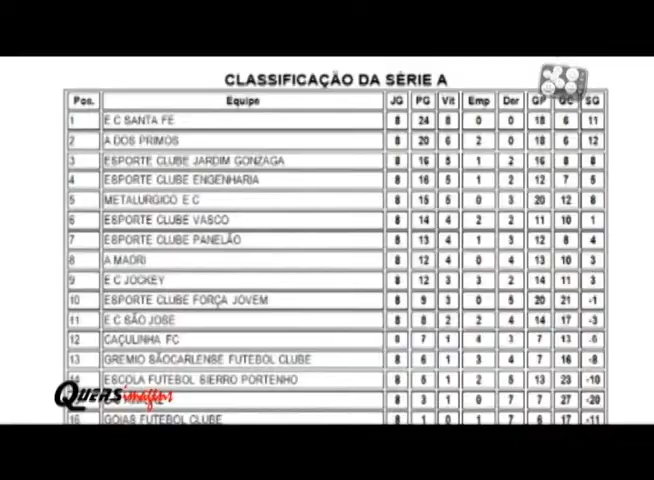 CLASSIFICAÇÃO DA SÉRIE A
Pos. Equipe JG PG Vit Emp Der GP GC SG
1 E C SANTA FE 8 24 8 0 0 18 6 11
2 A DOS PRIMOS 8 20 6 2 0 18 6 12
3 ESPORTE CLUBE JARDIM GONZAGA 8 16 5 1 2 16 8 8
4 ESPORTE CLUBE ENGENHARIA 8 16 5 1 2 12 7 5
5 METALURGICO E C 8 15 5 0 3 20 12 8
6 ESPORTE CLUBE VASCO 8 14 4 2 2 11 10 1
7 ESPORTE CLUBE PANELÃO 8 13 4 1 3 12 8 4
8 A MADRI 8 12 4 0 4 13 10 3
9 E C JOCKEY 8 12 3 3 2 14 11 3
10 ESPORTE CLUBE FORÇA JOVEM 8 9 3 0 5 20 21 -1
11 E C SÃO JOSE 8 8 2 2 4 14 17 -3
12 CAÇULINHA FC 8 7 1 4 3 7 13 -6
13 GREMIO SÃOCARLENSE FUTEBOL CLUBE 8 6 1 3 4 7 16 -8
14 ESCOLA FUTEBOL SIERRO PORTENHO 8 5 1 2 5 13 23 -10
8 3 1 0 7 7 27 -20
16 GOIAS FUTEBOL CLUBE 8 1 0 1 7 6 17 -11